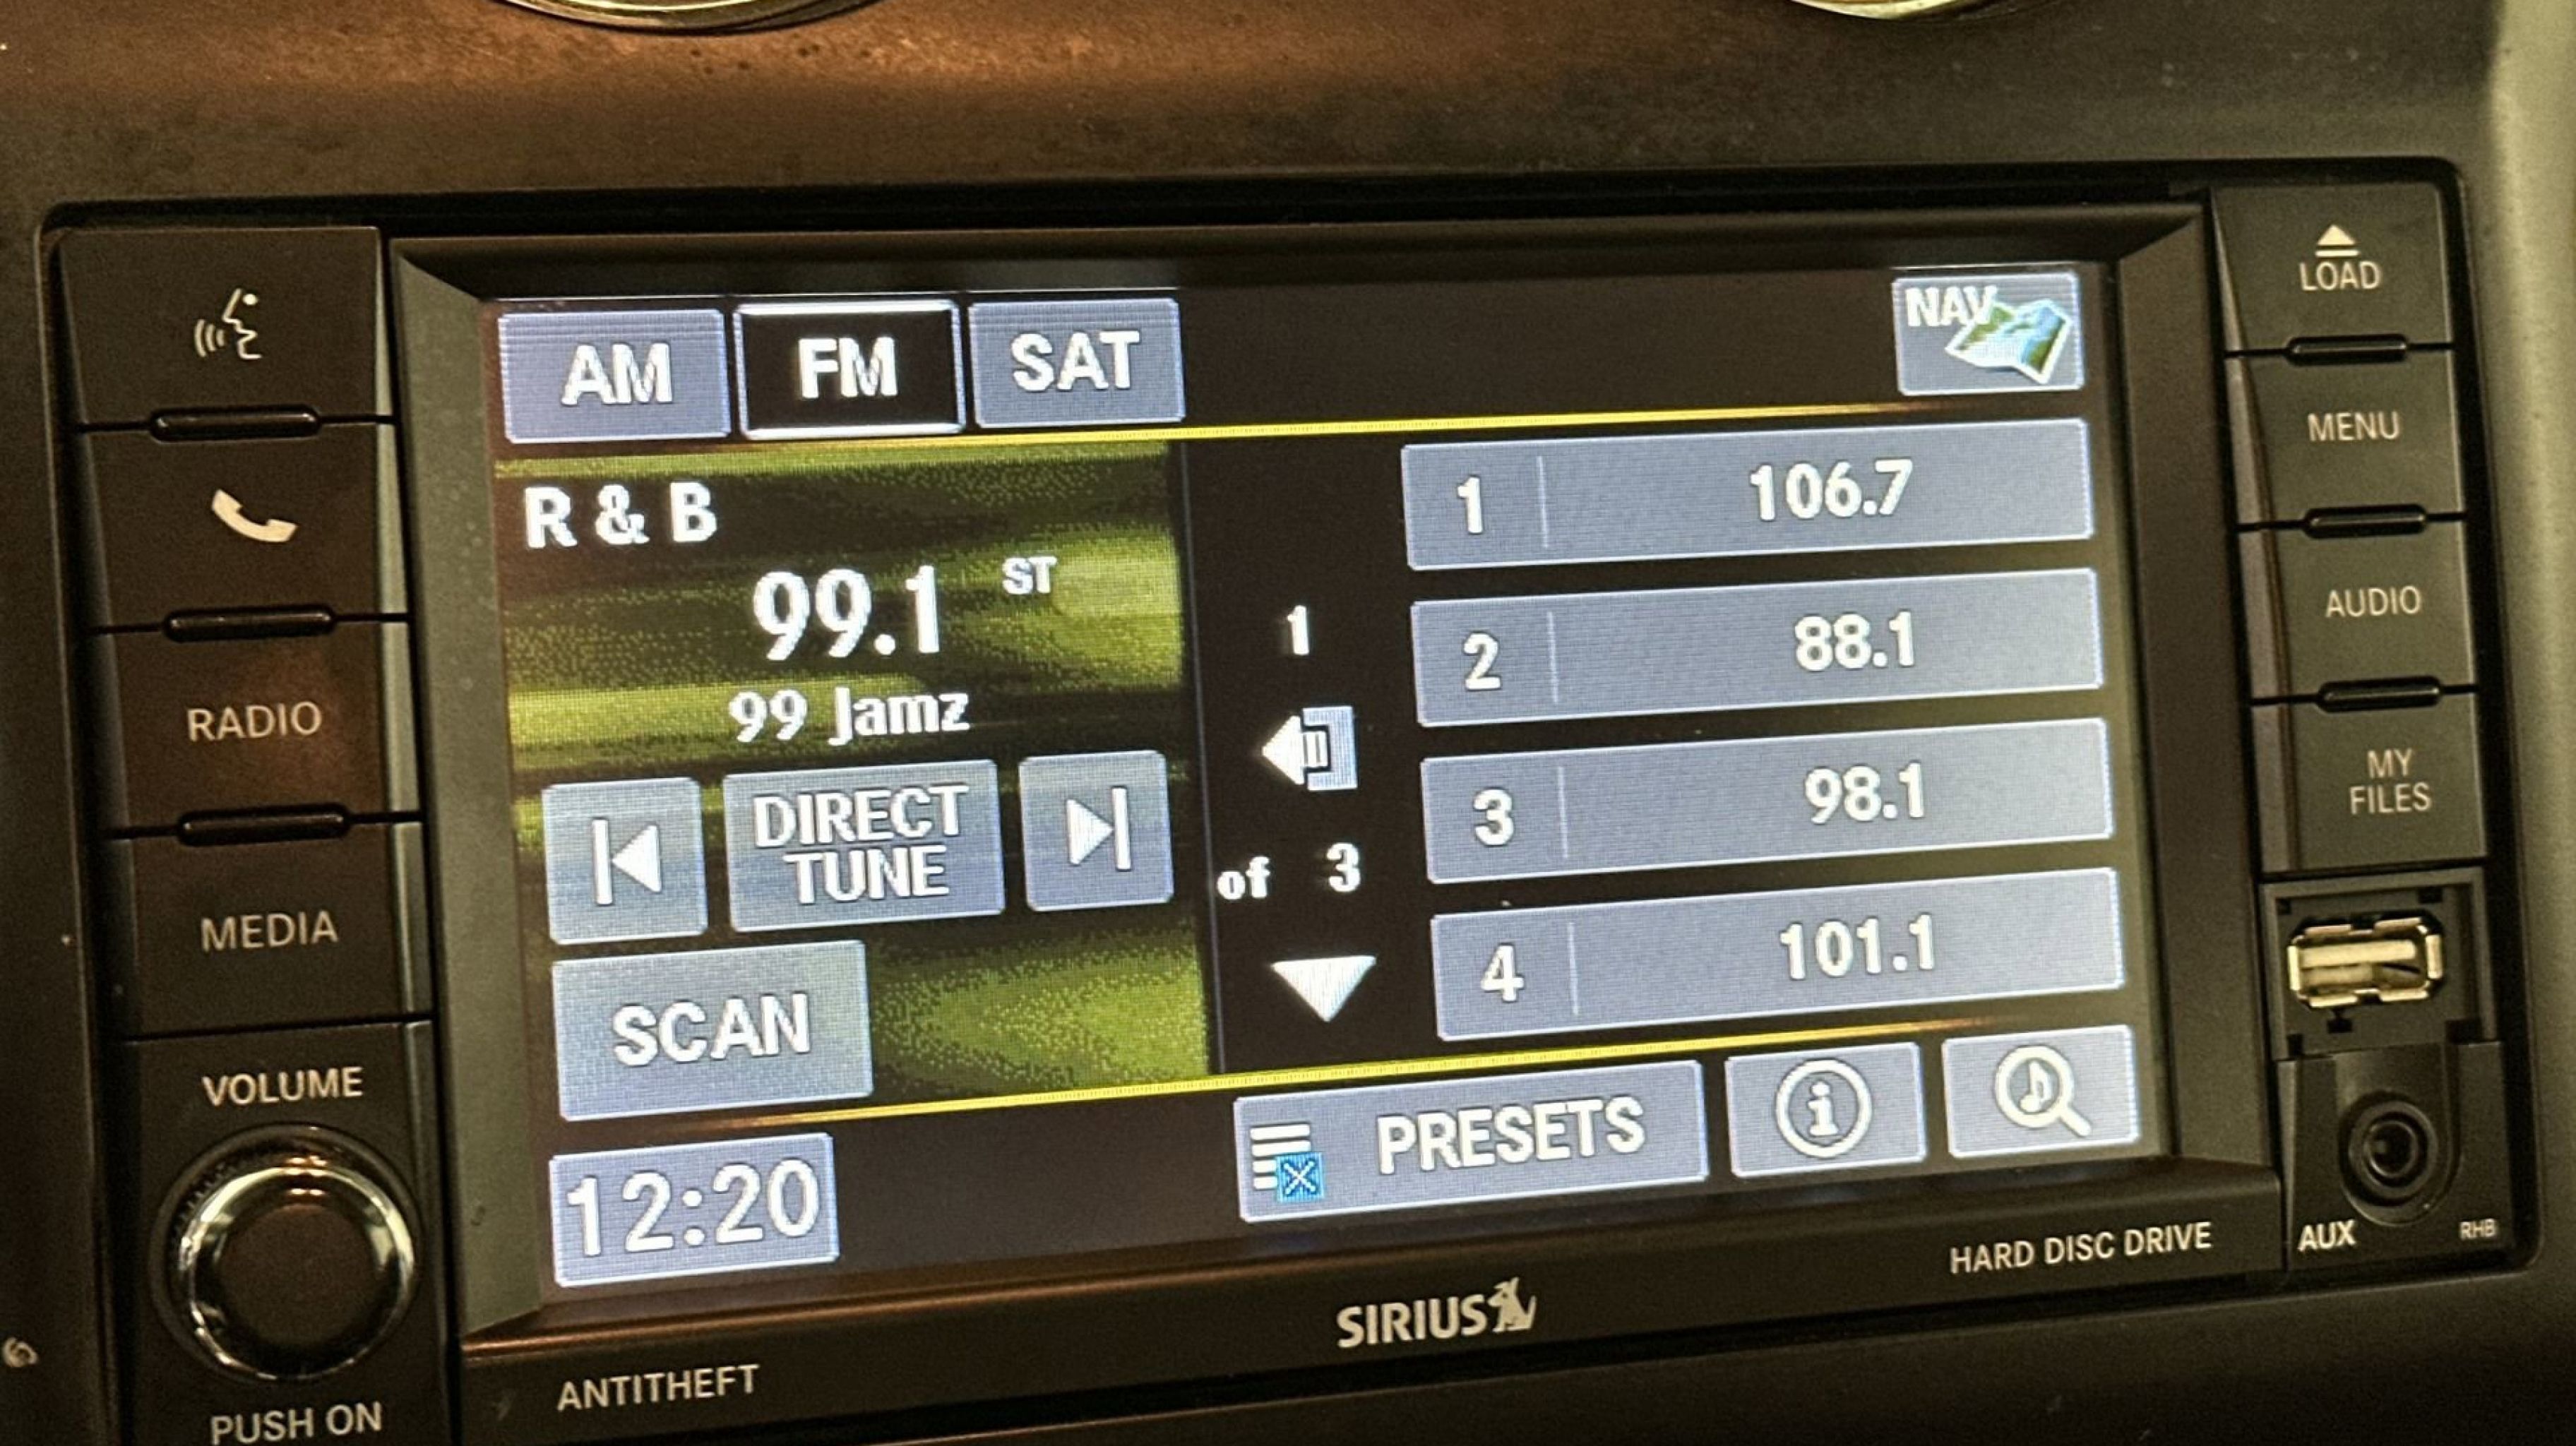 LOAD
MENU
AUDIO
MY
FILES
AUX
RHB
RADIO
MEDIA
VOLUME
PUSH ON
AM FM SAT NAV
R & B
99.1 ST
99 Jamz
DIRECT
TUNE
SCAN
1
of 3
1 106.7
2 88.1
3 98.1
4 101.1
12:20 PRESETS i
HARD DISC DRIVE
SIRIUS
ANTITHEFT